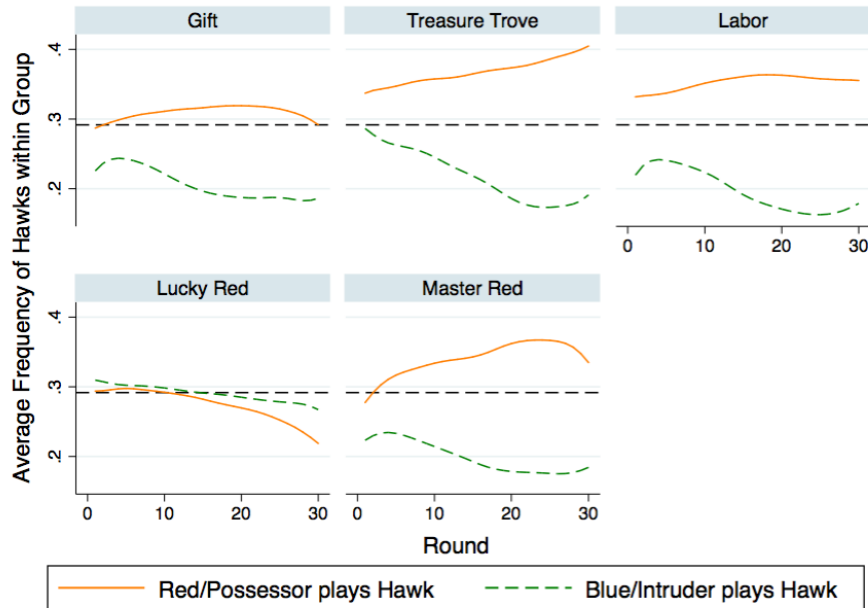 Gift
Treasure Trove
Labor
Average Frequency of Hawks within Group
.4
.3
.2
0 10 20 30
Lucky Red
Master Red
.4
.3
.2
0 10 20 30
0 10 20 30
Round
Red/Possessor plays Hawk
Blue/Intruder plays Hawk